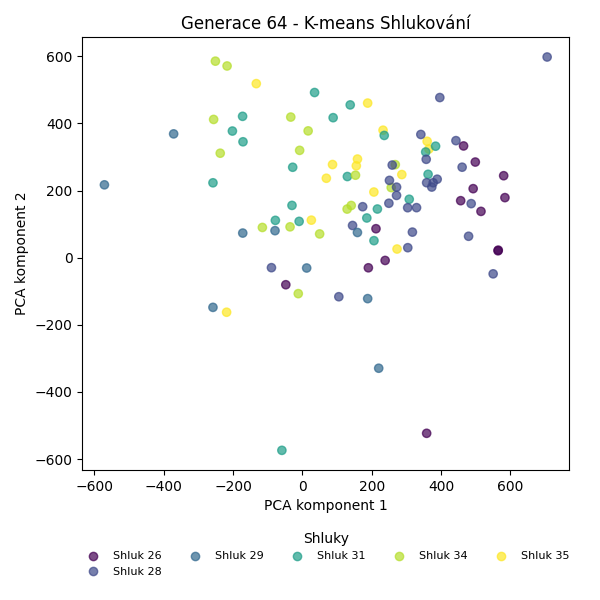 Generace 64 - K-means Shlukování
PCA komponent 2
600
400
200
0
−200
−400
−600
−600
−400
−200
0
200
400
600
PCA komponent 1
Shluky
Shluk 26
Shluk 29
Shluk 31
Shluk 34
Shluk 35
Shluk 28